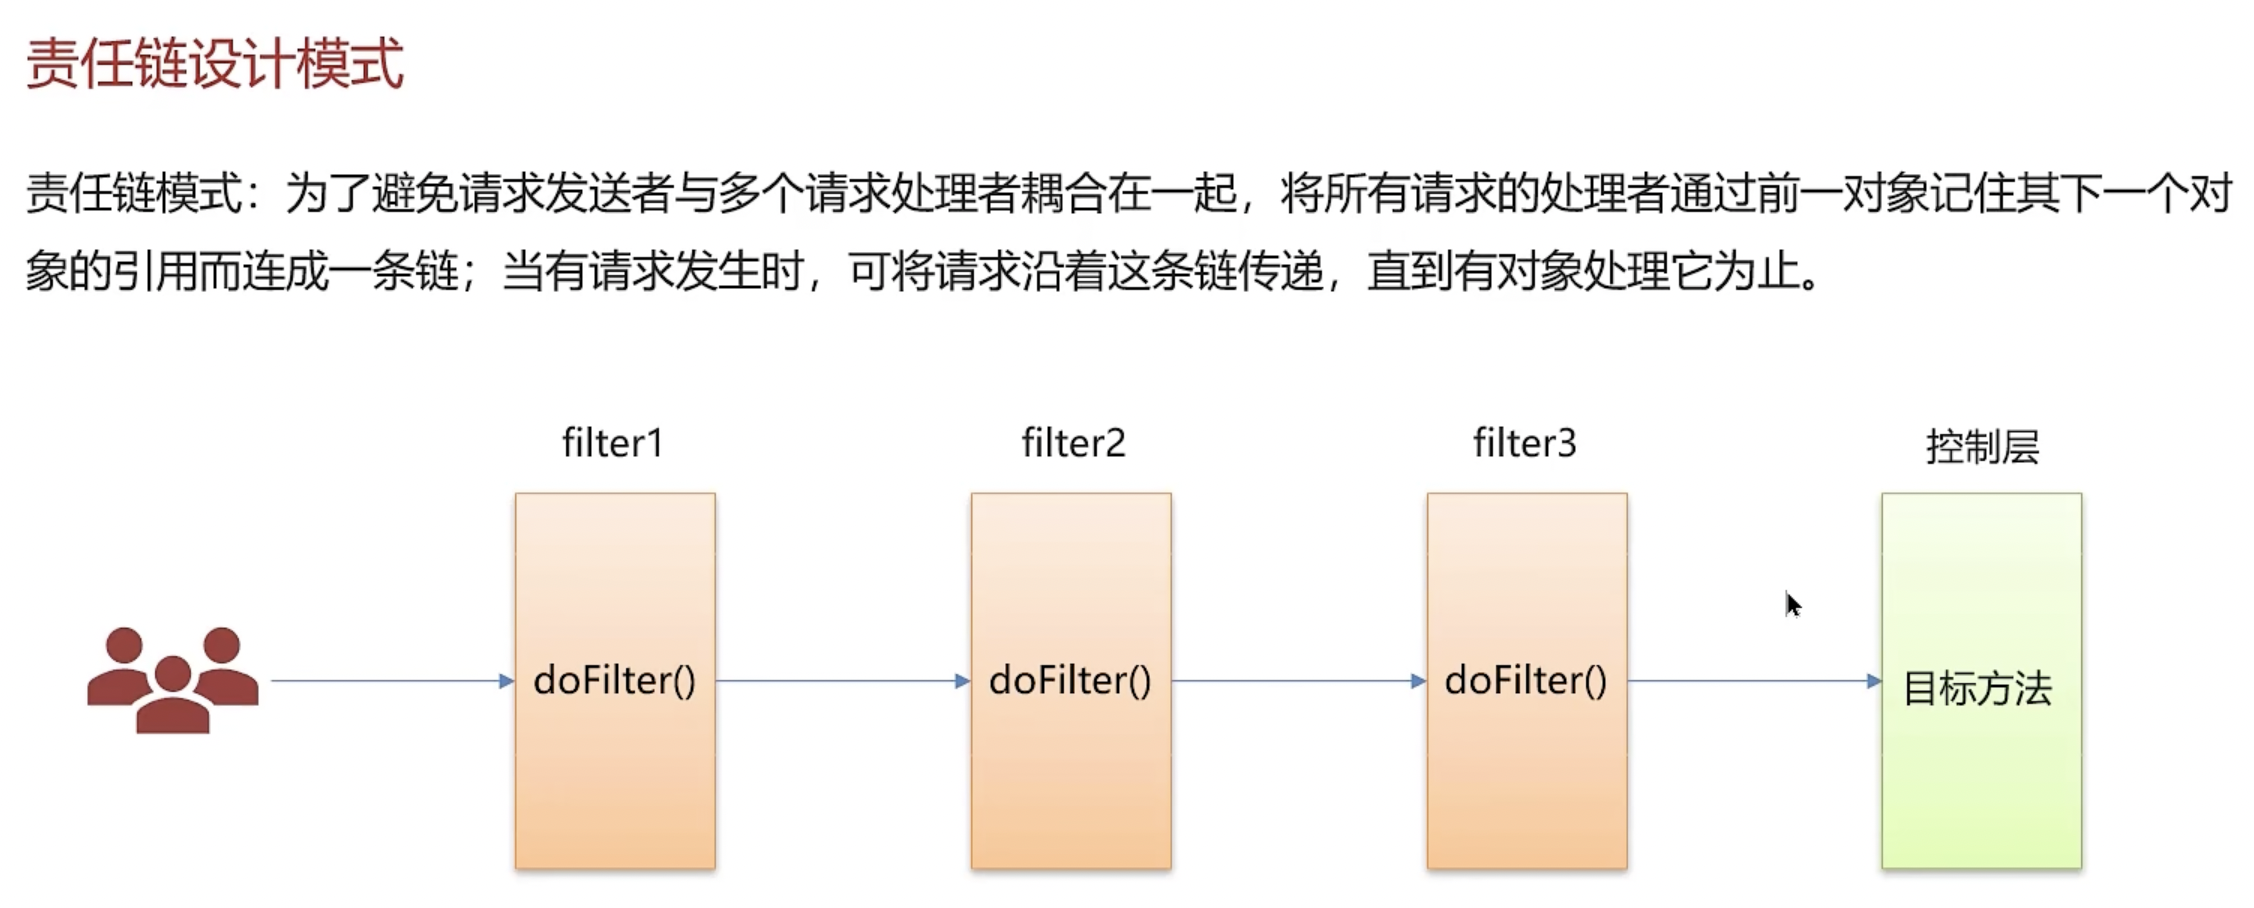 责任链设计模式
责任链模式：为了避免请求发送者与多个请求处理者耦合在一起，将所有请求的处理者通过前一对象记住其下一个对
象的引用而连成一条链；当有请求发生时，可将请求沿着这条链传递，直到有对象处理它为止。
filter1 filter2 filter3 控制层
doFilter() doFilter() doFilter() 目标方法